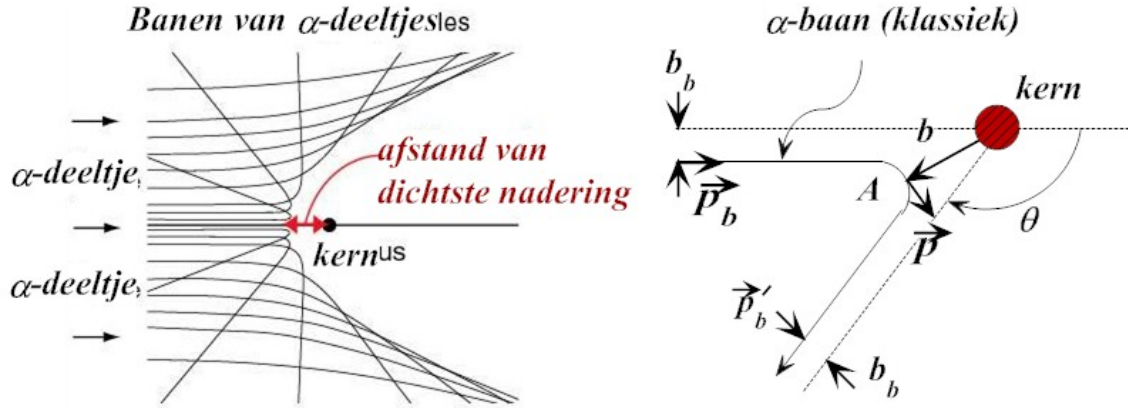 Banen van α-deeltjesles
α-deeltje,
afstand van
dichtste nadering
kernus
α-deeltje,
α-baan (klassiek)
b_b
kern
b
A
p_b
p
θ
p_b'
b_b